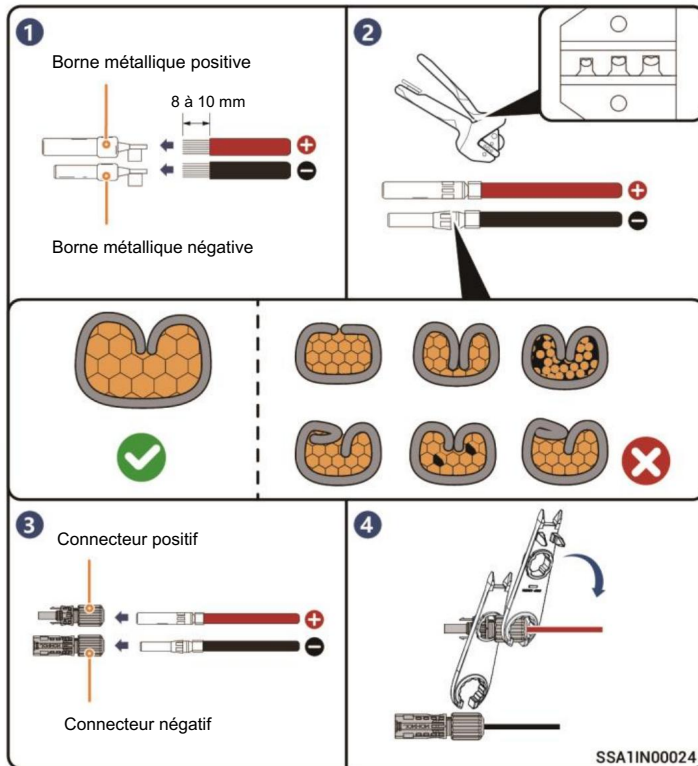 1
Borne métallique positive
8 à 10 mm
+
−
Borne métallique négative
2
+
−
3
Connecteur positif
+
−
Connecteur négatif
4
SSA1IN00024